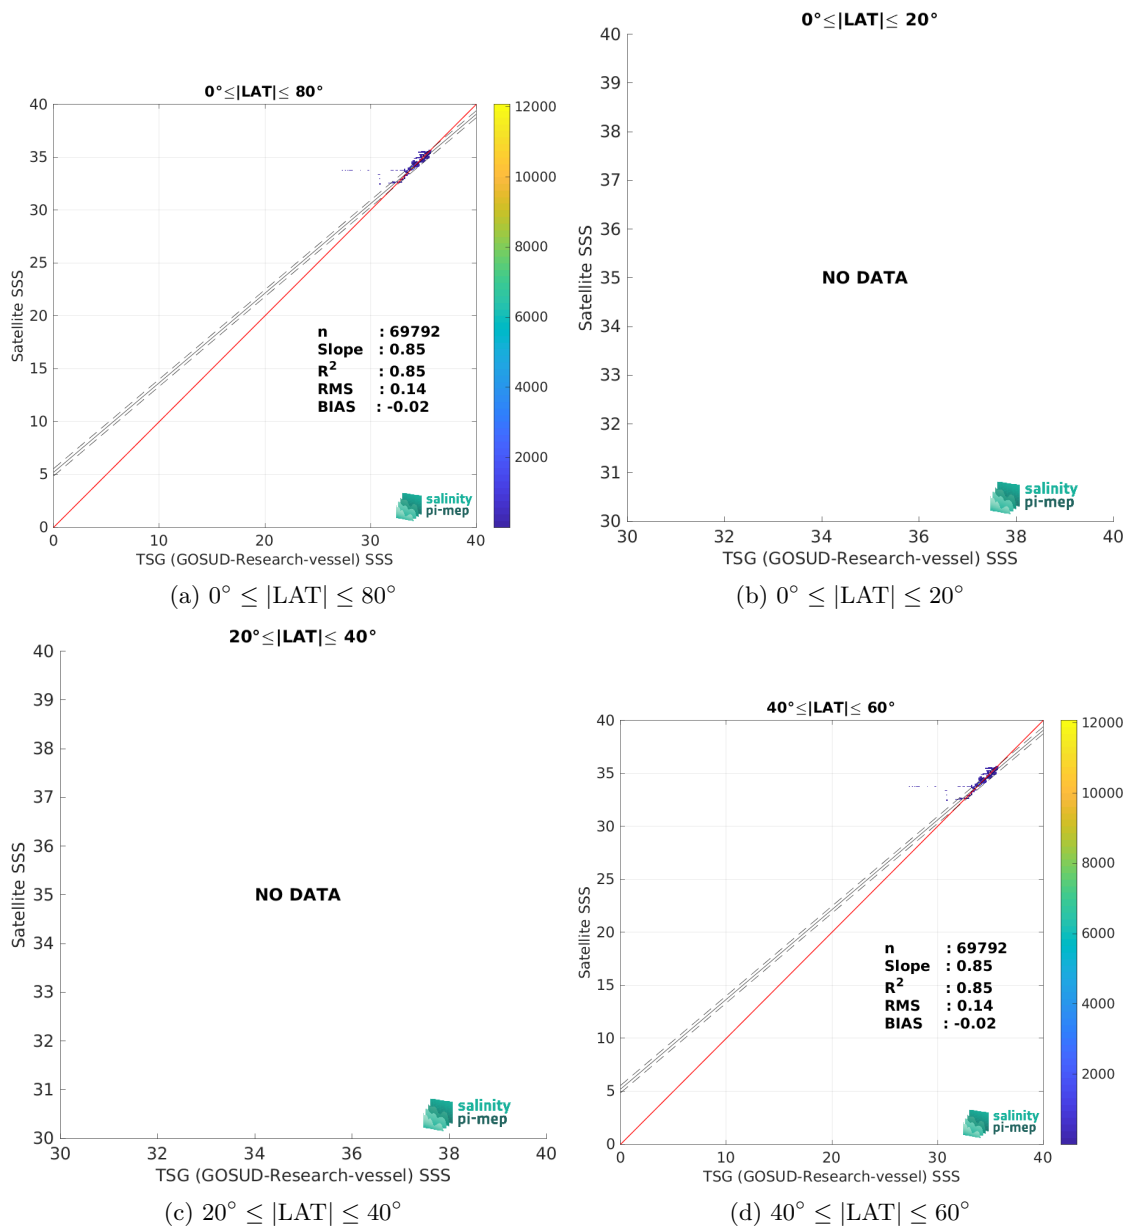 0°≤|LAT|≤ 80°
40
35
30
25
20
15
10
5
0
Satellite SSS
n : 69792
Slope : 0.85
R² : 0.85
RMS : 0.14
BIAS : -0.02
salinity
pi-mep
0 10 20 30 40
TSG (GOSUD-Research-vessel) SSS
12000
10000
8000
6000
4000
2000
(a) 0° ≤ |LAT| ≤ 80°
0°≤|LAT|≤ 20°
40
39
38
37
36
35
34
33
32
31
30
Satellite SSS
NO DATA
salinity
pi-mep
30 32 34 36 38 40
TSG (GOSUD-Research-vessel) SSS
(b) 0° ≤ |LAT| ≤ 20°
20°≤|LAT|≤ 40°
40
39
38
37
36
35
34
33
32
31
30
Satellite SSS
NO DATA
salinity
pi-mep
30 32 34 36 38 40
TSG (GOSUD-Research-vessel) SSS
(c) 20° ≤ |LAT| ≤ 40°
40°≤|LAT|≤ 60°
40
35
30
25
20
15
10
5
0
Satellite SSS
n : 69792
Slope : 0.85
R² : 0.85
RMS : 0.14
BIAS : -0.02
salinity
pi-mep
0 10 20 30 40
TSG (GOSUD-Research-vessel) SSS
12000
10000
8000
6000
4000
2000
(d) 40° ≤ |LAT| ≤ 60°